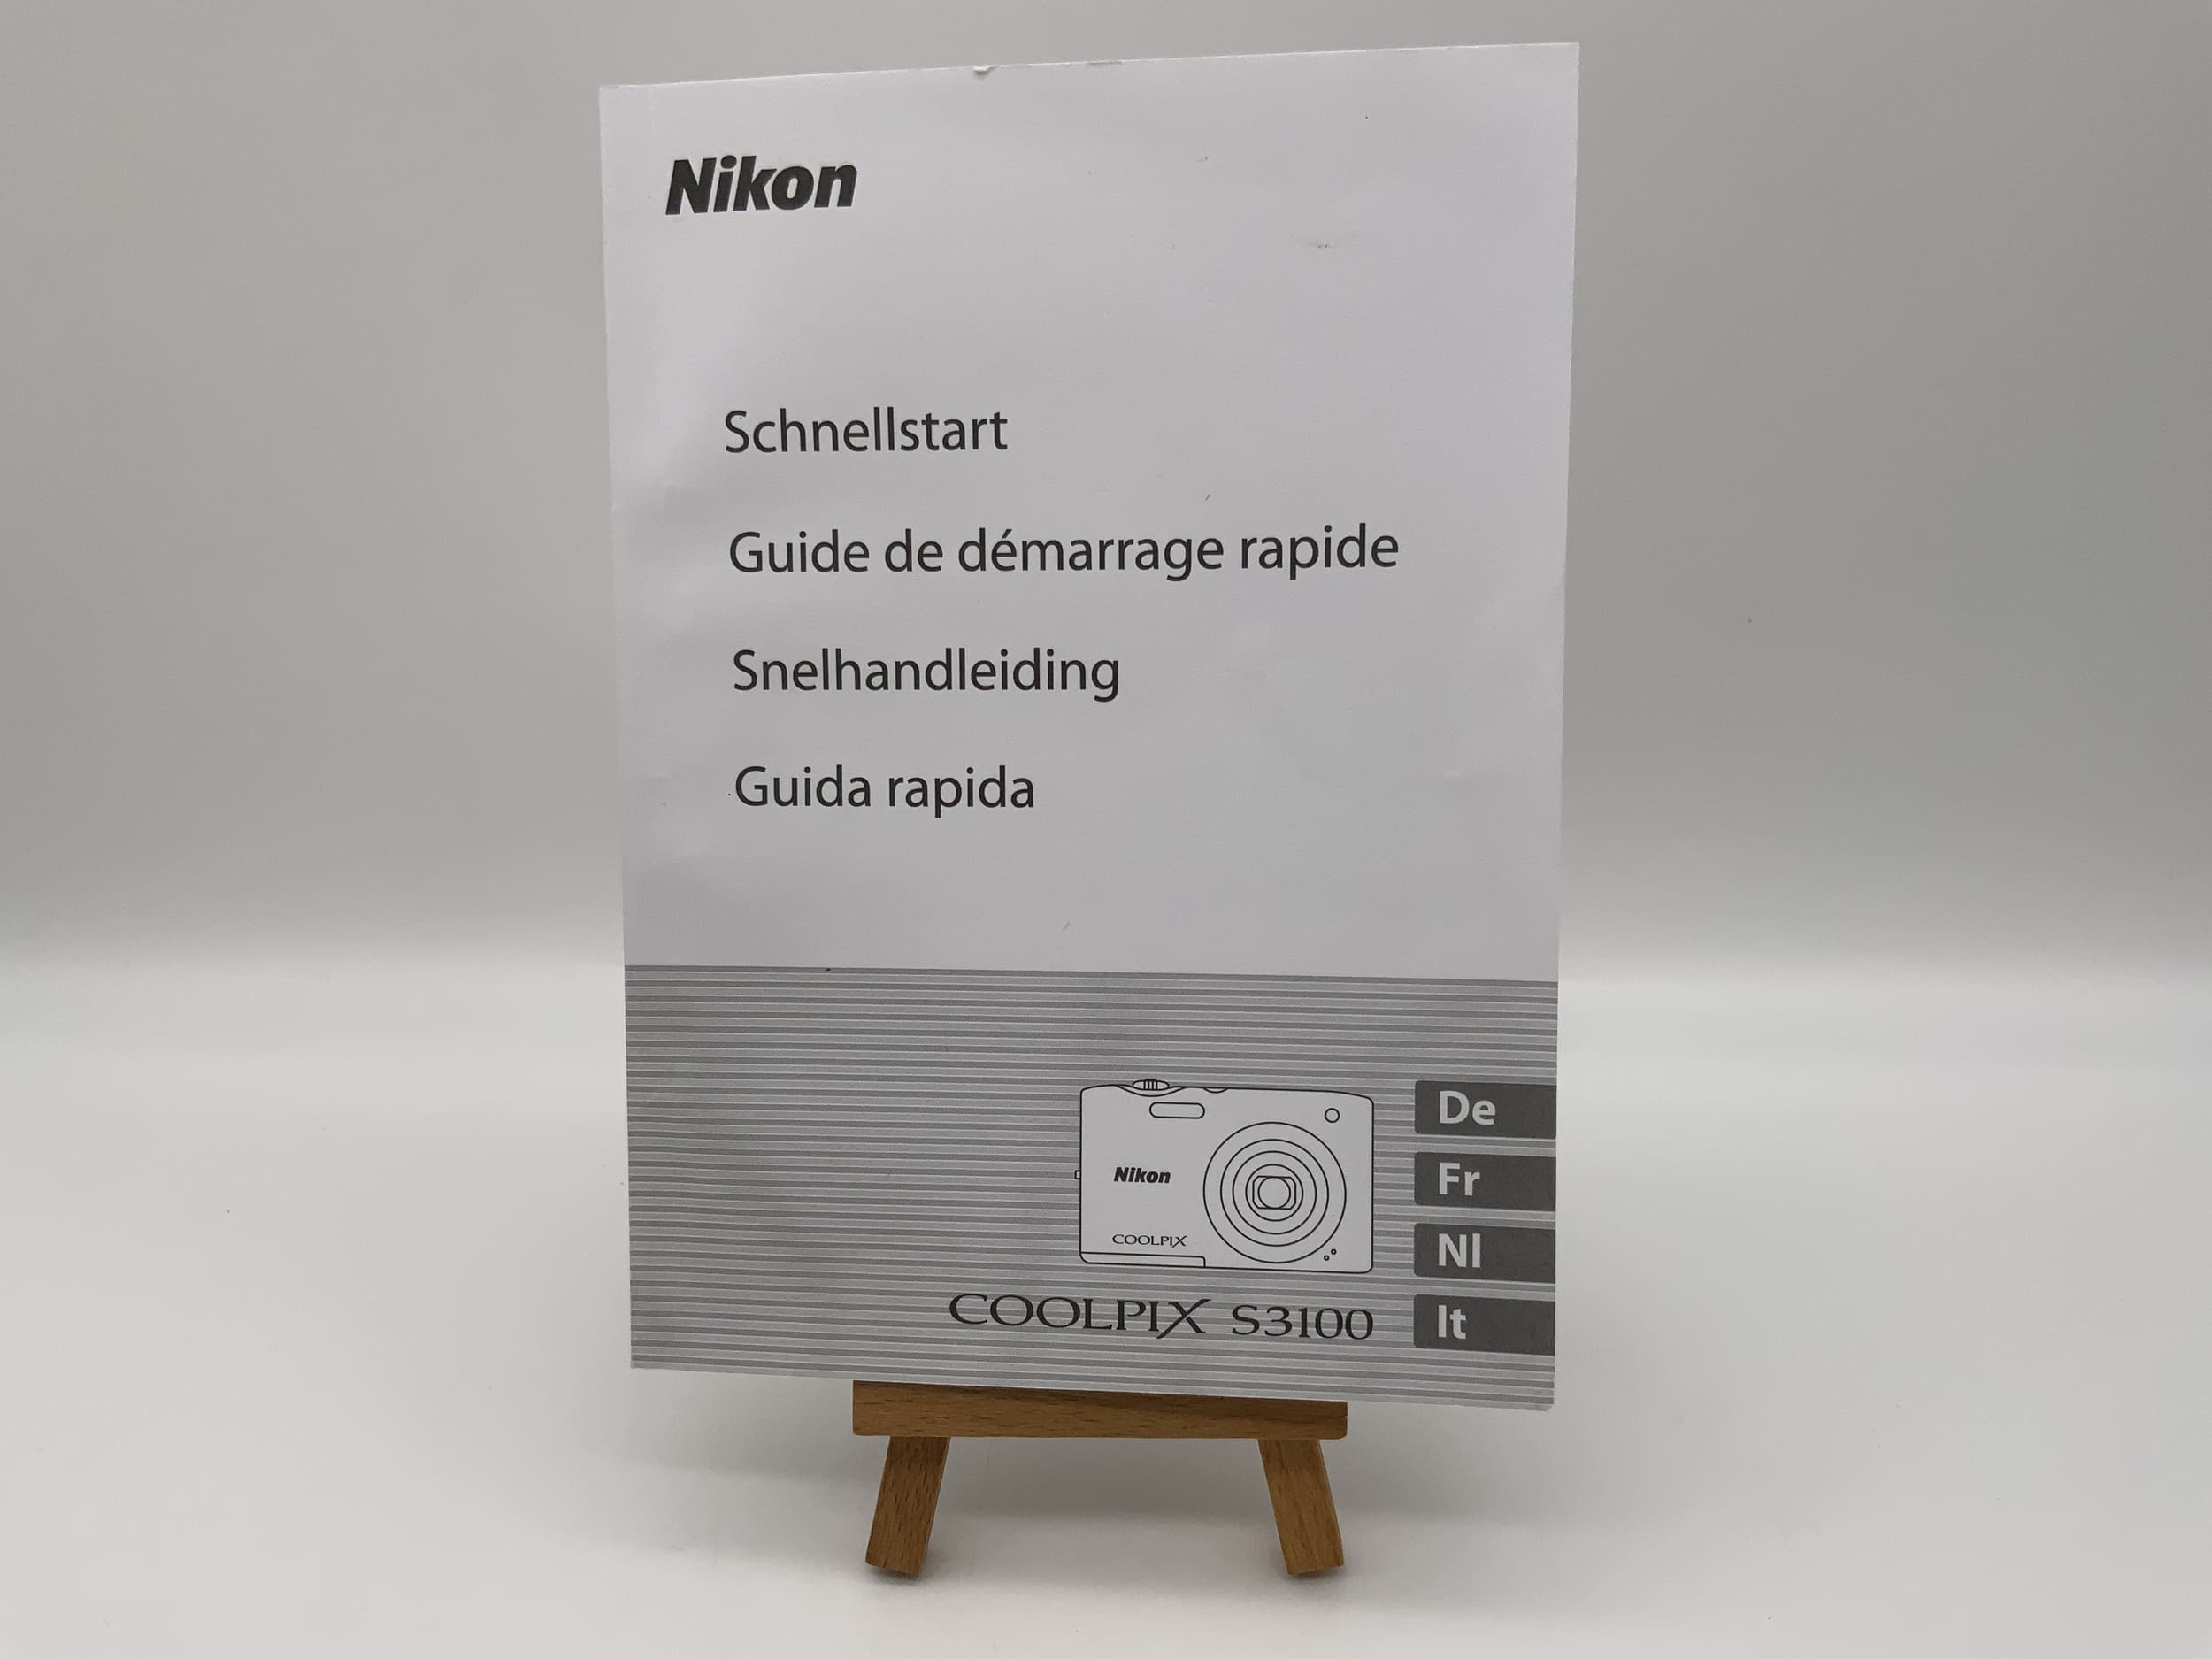 Nikon
Schnellstart
Guide de démarrage rapide
Snelhandleiding
Guida rapida
Nikon
COOLPIX
COOLPIX S3100
De
Fr
Nl
It